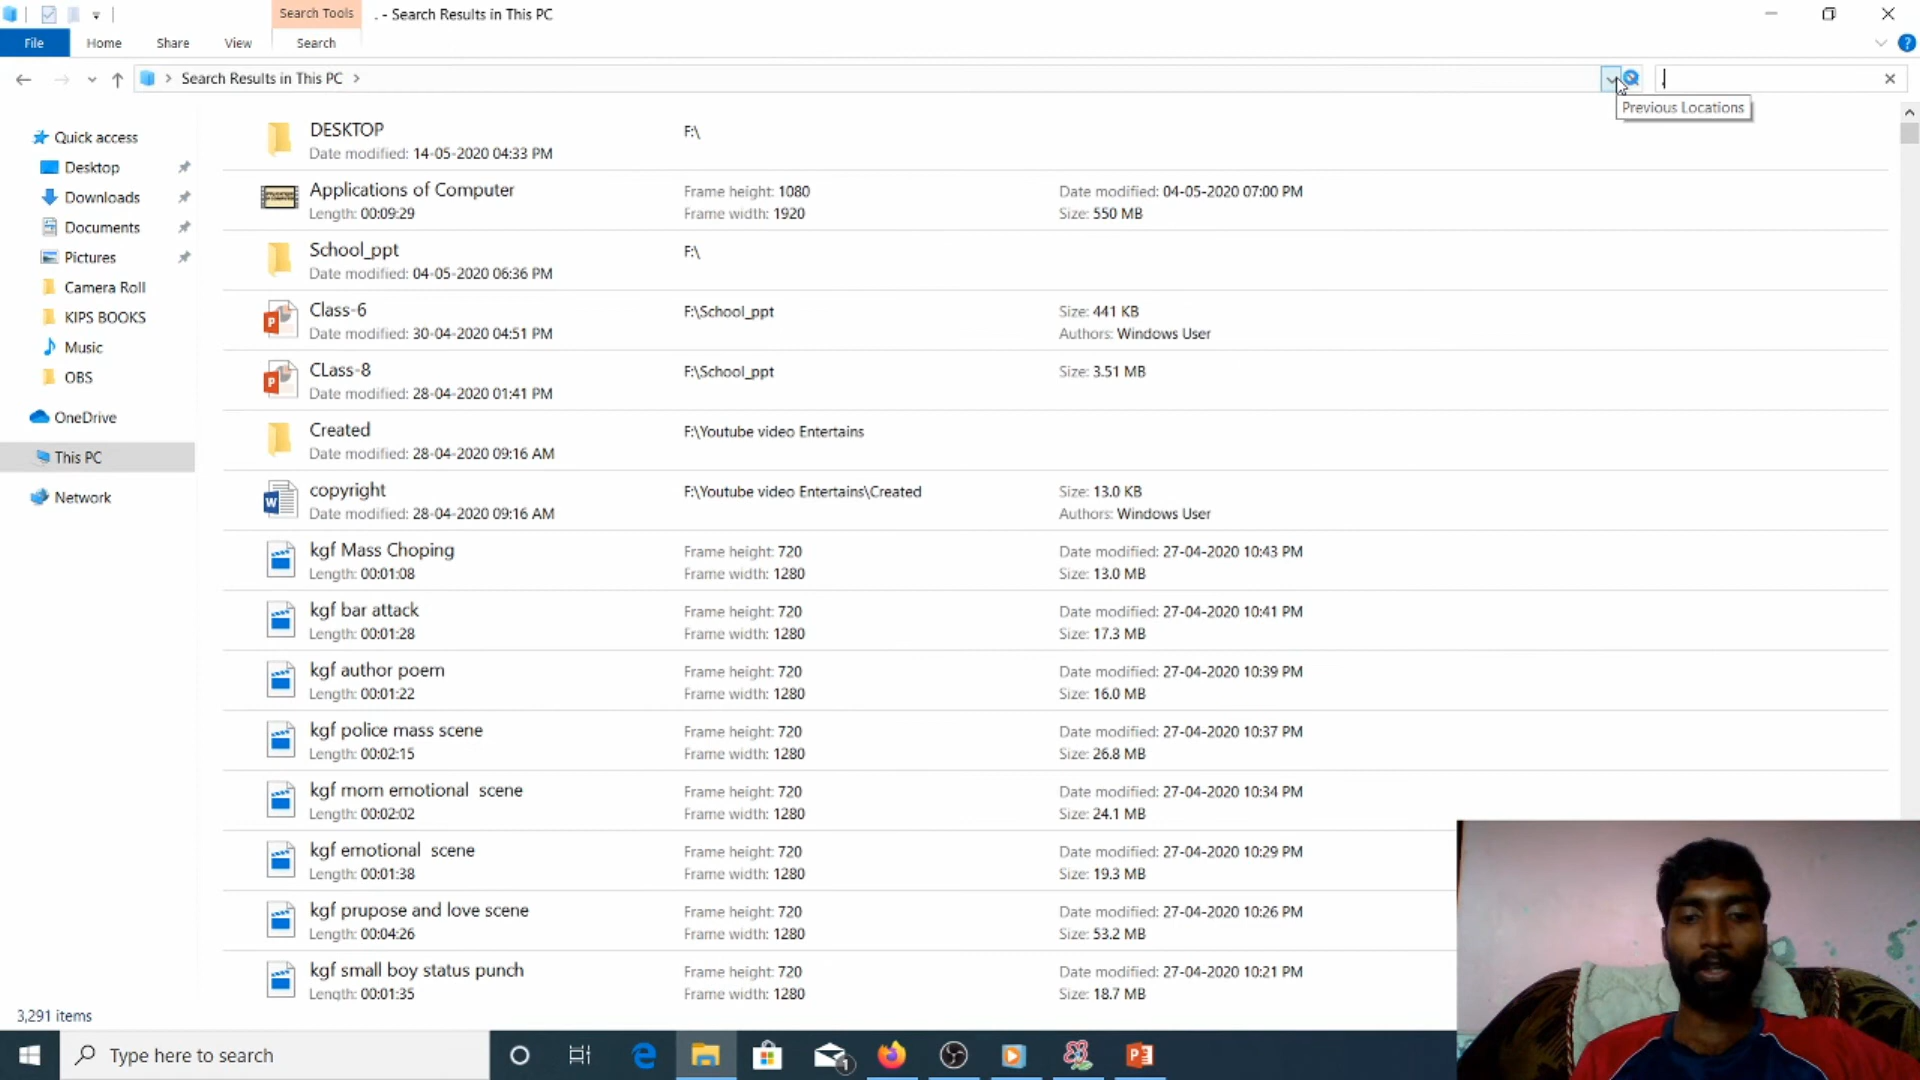 Search Tools
. - Search Results in This PC
File
Home
Share
View
Search
Search Results in This PC
.
Previous Locations
Quick access
Desktop
Downloads
Documents
Pictures
Camera Roll
KIPS BOOKS
Music
OBS
OneDrive
This PC
Network
DESKTOP
F:\
Date modified: 14-05-2020 04:33 PM
Applications of Computer
Frame height: 1080
Date modified: 04-05-2020 07:00 PM
Length: 00:09:29
Frame width: 1920
Size: 550 MB
School_ppt
F:\
Date modified: 04-05-2020 06:36 PM
Class-6
F:\School_ppt
Size: 441 KB
Date modified: 30-04-2020 04:51 PM
Authors: Windows User
CLass-8
F:\School_ppt
Size: 3.51 MB
Date modified: 28-04-2020 01:41 PM
Created
F:\Youtube video Entertains
Date modified: 28-04-2020 09:16 AM
copyright
F:\Youtube video Entertains\Created
Size: 13.0 KB
Date modified: 28-04-2020 09:16 AM
Authors: Windows User
kgf Mass Choping
Frame height: 720
Date modified: 27-04-2020 10:43 PM
Length: 00:01:08
Frame width: 1280
Size: 13.0 MB
kgf bar attack
Frame height: 720
Date modified: 27-04-2020 10:41 PM
Length: 00:01:28
Frame width: 1280
Size: 17.3 MB
kgf author poem
Frame height: 720
Date modified: 27-04-2020 10:39 PM
Length: 00:01:22
Frame width: 1280
Size: 16.0 MB
kgf police mass scene
Frame height: 720
Date modified: 27-04-2020 10:37 PM
Length: 00:02:15
Frame width: 1280
Size: 26.8 MB
kgf mom emotional  scene
Frame height: 720
Date modified: 27-04-2020 10:34 PM
Length: 00:02:02
Frame width: 1280
Size: 24.1 MB
kgf emotional  scene
Frame height: 720
Date modified: 27-04-2020 10:29 PM
Length: 00:01:38
Frame width: 1280
Size: 19.3 MB
kgf prupose and love scene
Frame height: 720
Date modified: 27-04-2020 10:26 PM
Length: 00:04:26
Frame width: 1280
Size: 53.2 MB
kgf small boy status punch
Frame height: 720
Date modified: 27-04-2020 10:21 PM
Length: 00:01:35
Frame width: 1280
Size: 18.7 MB
3,291 items
Type here to search
1